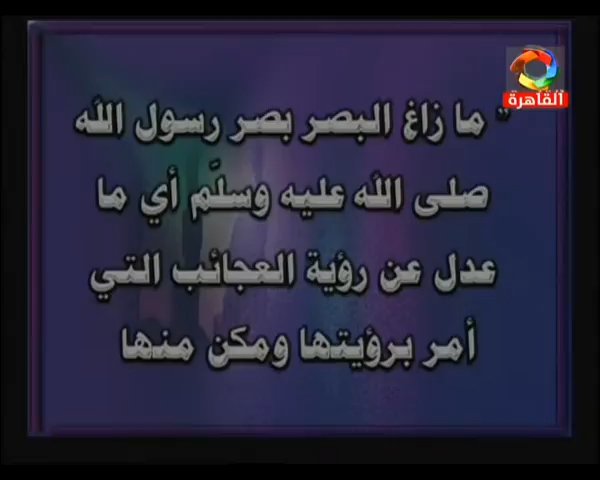 القاهرة
" ما زاغ البصر بصر رسول الله
صلى الله عليه وسلّم أي ما
عدل عن رؤية العجائب التي
أمر برؤيتها ومكن منها